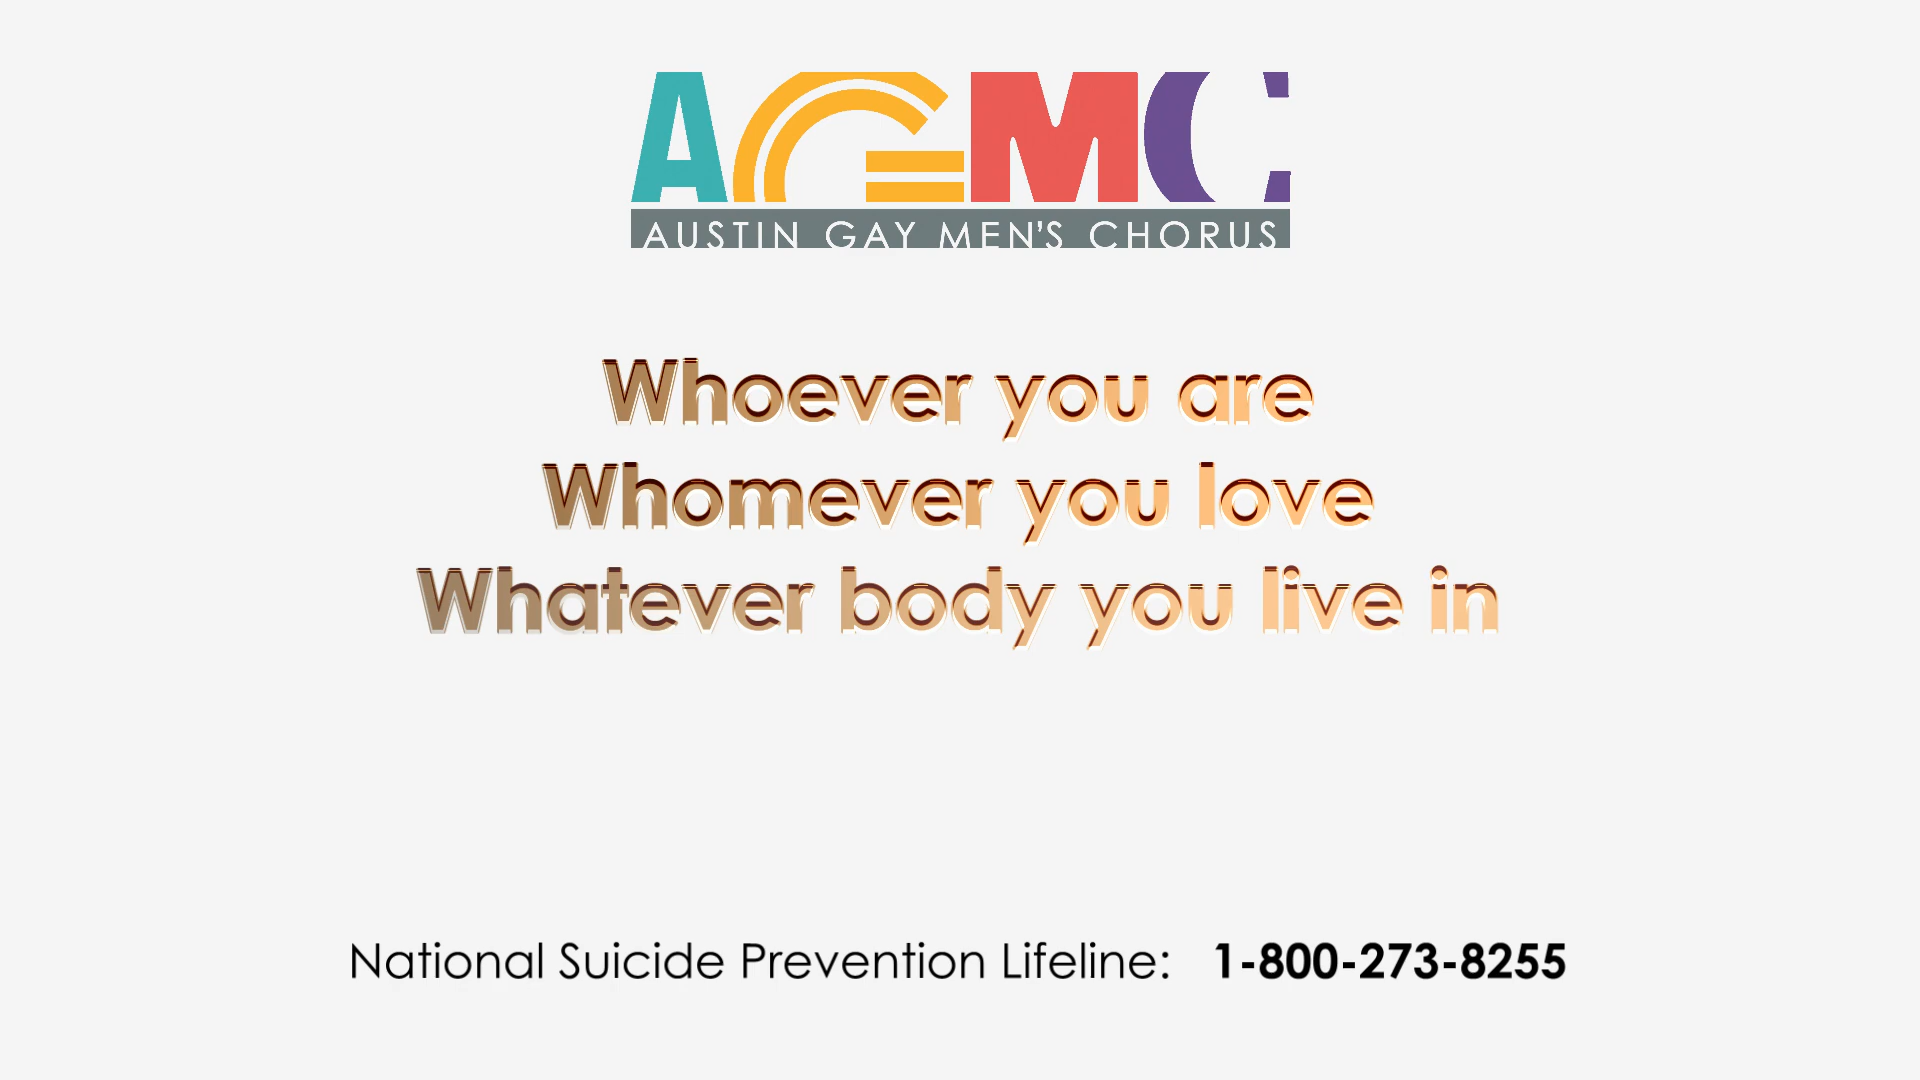 AGMC
AUSTIN GAY MEN'S CHORUS
Whoever you are
Whomever you love
Whatever body you live in
National Suicide Prevention Lifeline: 1-800-273-8255